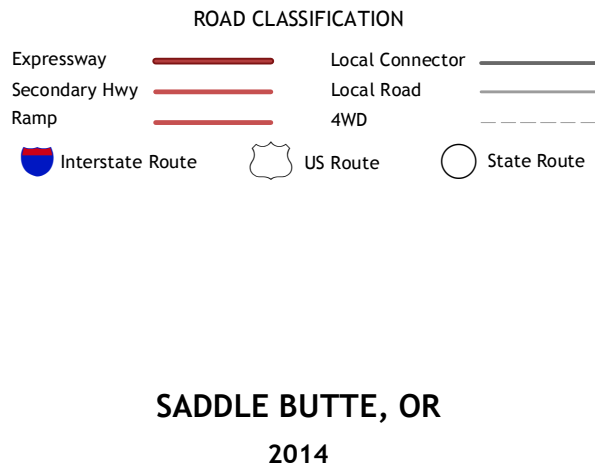 ROAD CLASSIFICATION
Expressway
Local Connector
Secondary Hwy
Local Road
Ramp
4WD
Interstate Route
US Route
State Route
SADDLE BUTTE, OR
2014